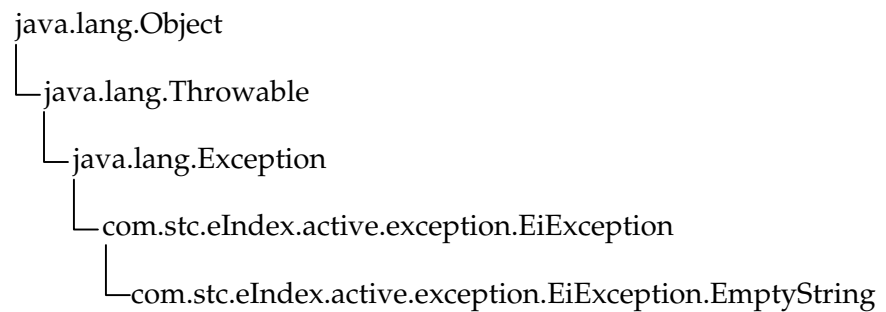 java.lang.Object
java.lang.Throwable
java.lang.Exception
com.stc.eIndex.active.exception.EiException
com.stc.eIndex.active.exception.EiException.EmptyString